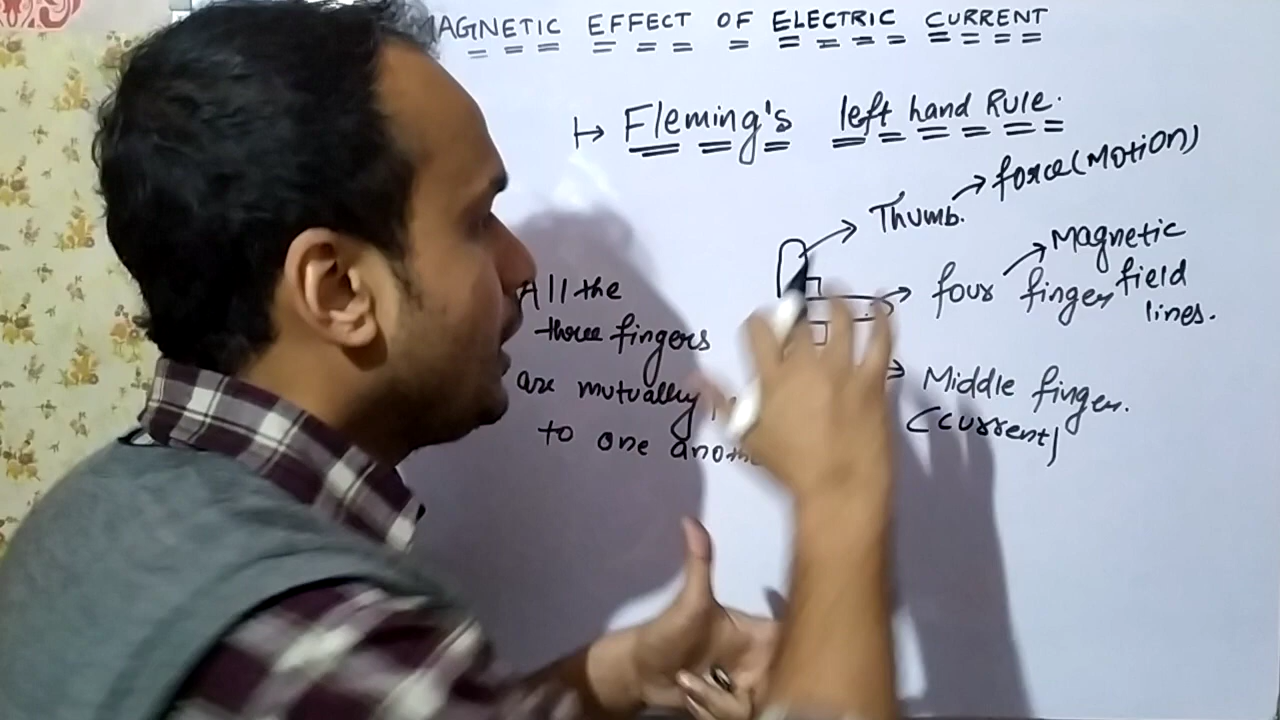 MAGNETIC EFFECT OF ELECTRIC CURRENT
Fleming's left hand Rule.
Thumb. force (Motion)
four finger Magnetic field lines.
Middle finger.
(current)
All the
three fingers
are mutually
to one